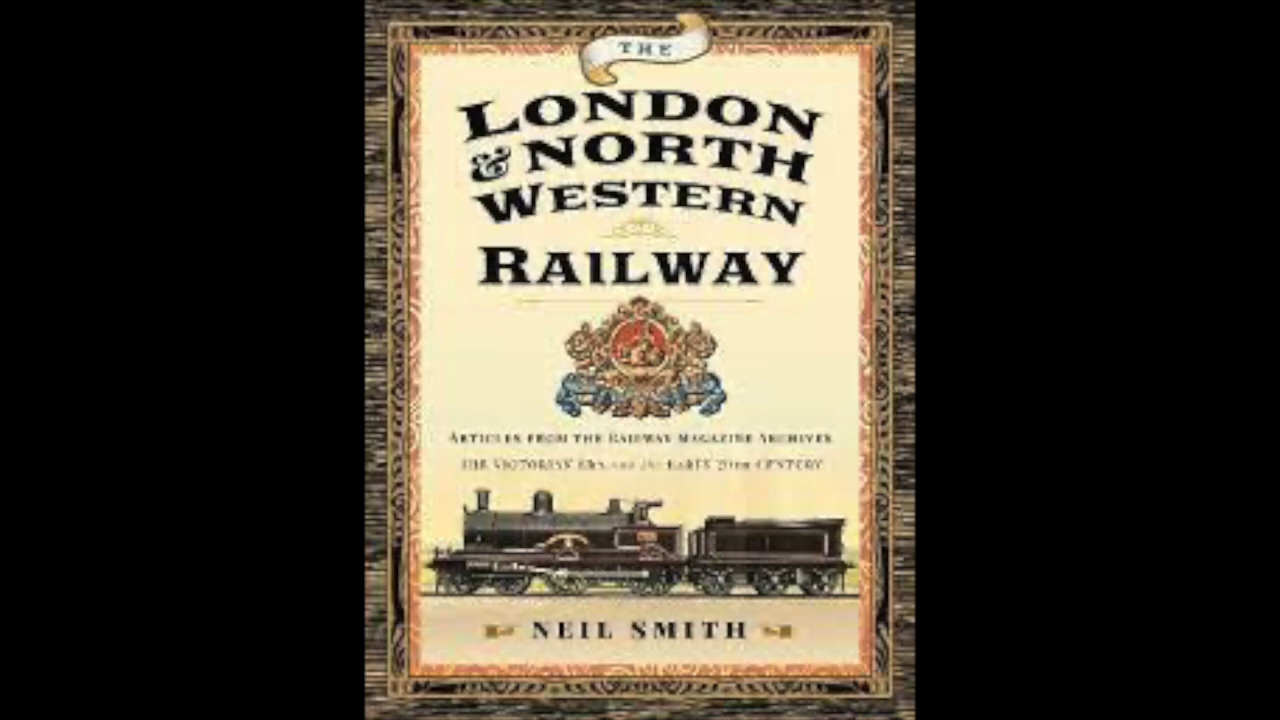 THE
LONDON
& NORTH
WESTERN
RAILWAY
ARTICLES FROM THE RAILWAY MAGAZINE ARCHIVES
THE VICTORIAN ERA AND THE EARLY 20TH CENTURY
NEIL SMITH